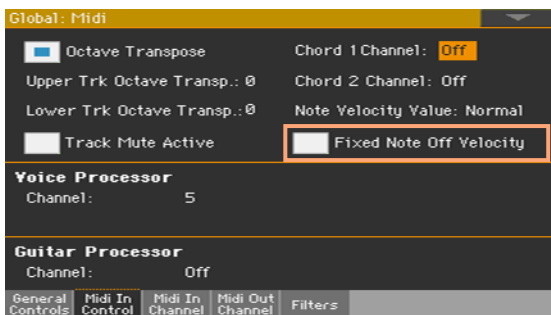 Global: Midi
Octave Transpose
Chord 1 Channel: Off
Upper Trk Octave Transp.: 0
Chord 2 Channel: Off
Lower Trk Octave Transp.: 0
Note Velocity Value: Normal
Track Mute Active
Fixed Note Off Velocity
Voice Processor
Channel: 5
Guitar Processor
Channel: Off
General Controls
Midi In Control
Midi In Channel
Midi Out Channel
Filters